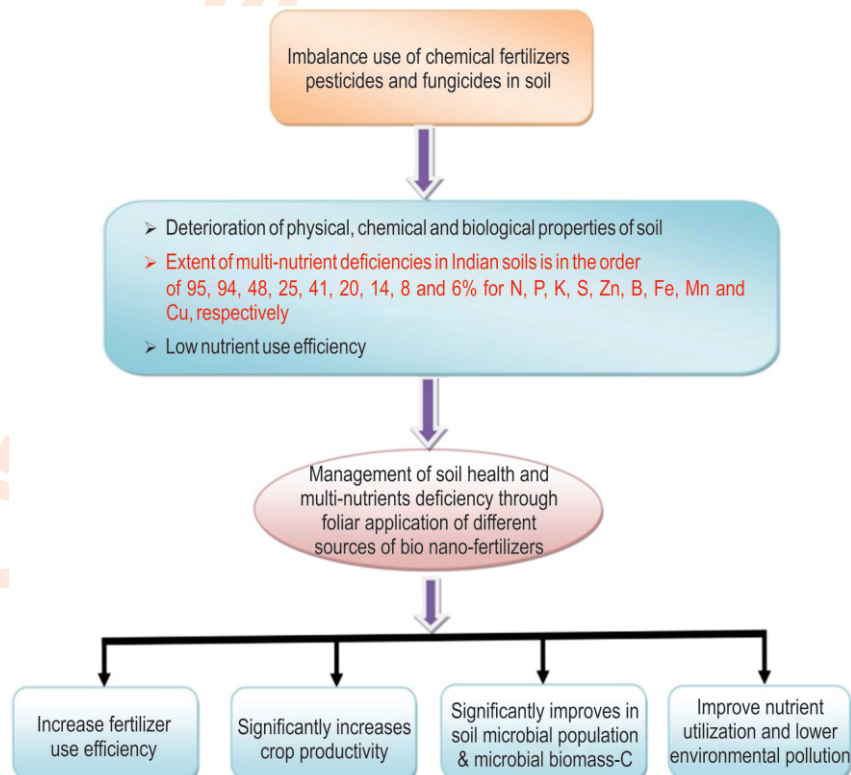 Imbalance use of chemical fertilizers
pesticides and fungicides in soil
➢ Deterioration of physical, chemical and biological properties of soil
➢ Extent of multi-nutrient deficiencies in Indian soils is in the order
of 95, 94, 48, 25, 41, 20, 14, 8 and 6% for N, P, K, S, Zn, B, Fe, Mn and
Cu, respectively
➢ Low nutrient use efficiency
Management of soil health and
multi-nutrients deficiency through
foliar application of different
sources of bio nano-fertilizers
Increase fertilizer
use efficiency
Significantly increases
crop productivity
Significantly improves in
soil microbial population
& microbial biomass-C
Improve nutrient
utilization and lower
environmental pollution